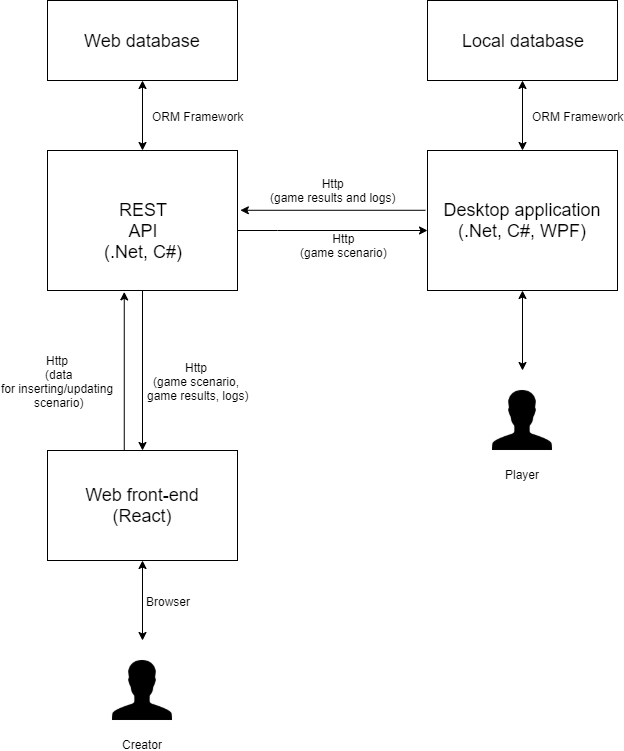 Web database
Local database
ORM Framework
ORM Framework
REST
API
(.Net, C#)
Http
(game results and logs)
Http
(game scenario)
Desktop application
(.Net, C#, WPF)
Http
(data
for inserting/updating
scenario)
Http
(game scenario,
game results, logs)
Player
Web front-end
(React)
Browser
Creator